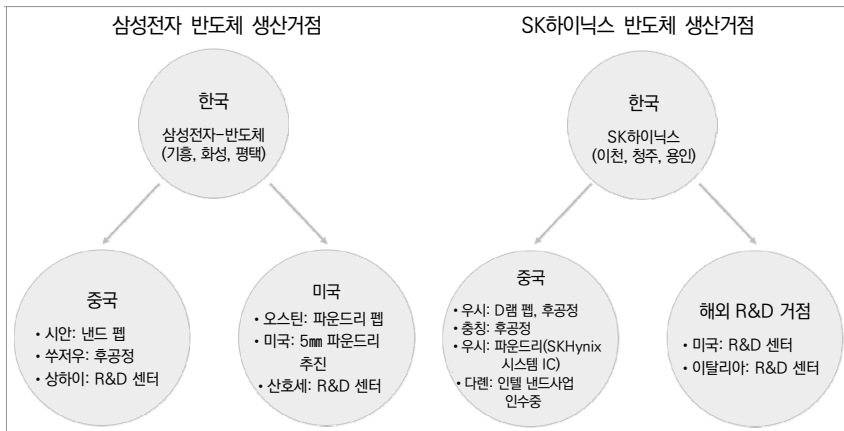 삼성전자 반도체 생산거점
한국
삼성전자-반도체
(기흥, 화성, 평택)
중국
• 시안: 낸드 펩
• 쑤저우: 후공정
• 상하이: R&D 센터
미국
• 오스틴: 파운드리 펩
• 미국: 5㎜ 파운드리
추진
• 산호세: R&D 센터
SK하이닉스 반도체 생산거점
한국
SK하이닉스
(이천, 청주, 용인)
중국
• 우시: D램 펩, 후공정
• 충칭: 후공정
• 우시: 파운드리(SKHynix
시스템 IC)
• 다롄: 인텔 낸드사업
인수중
해외 R&D 거점
• 미국: R&D 센터
• 이탈리아: R&D 센터